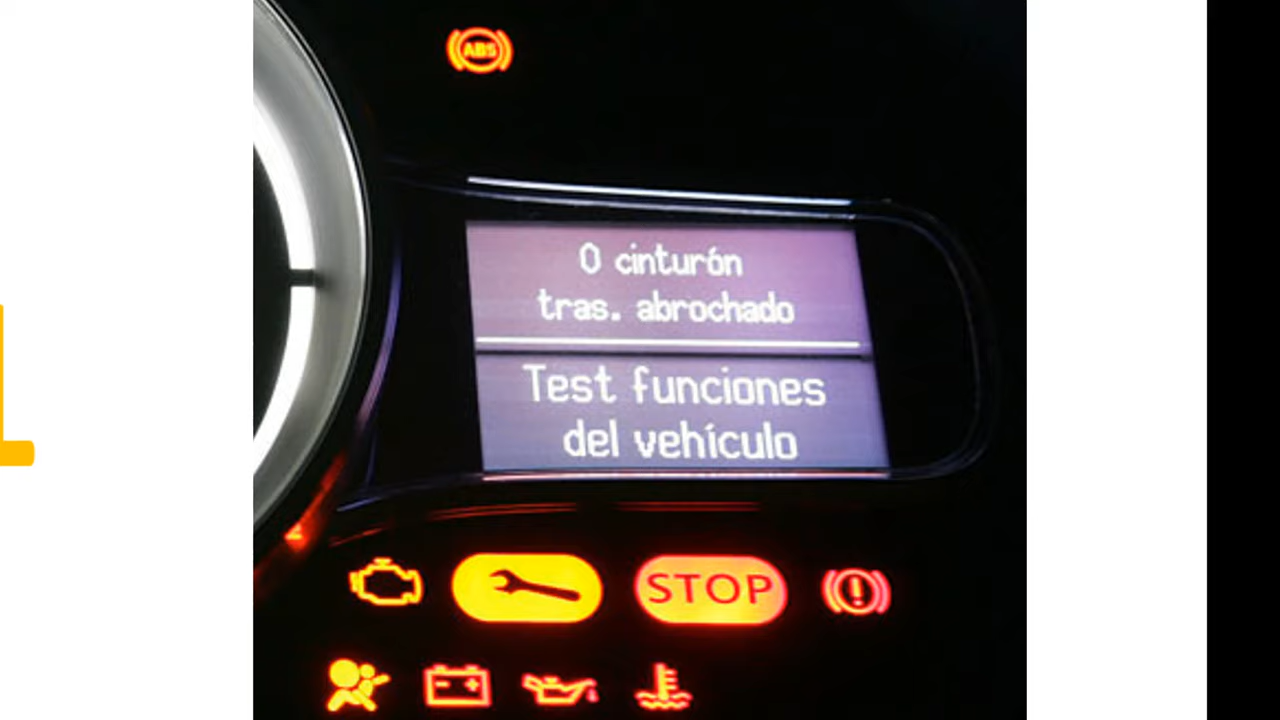 ABS
0 cinturón
tras. abrochado
Test funciones
del vehículo
STOP